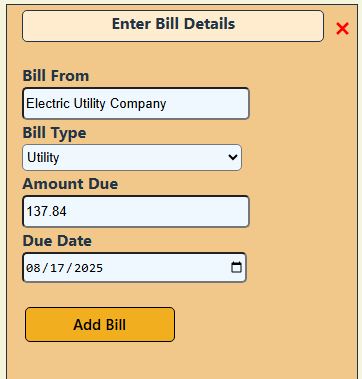 Enter Bill Details
Bill From
Electric Utility Company
Bill Type
Utility
Amount Due
137.84
Due Date
08/17/2025
Add Bill